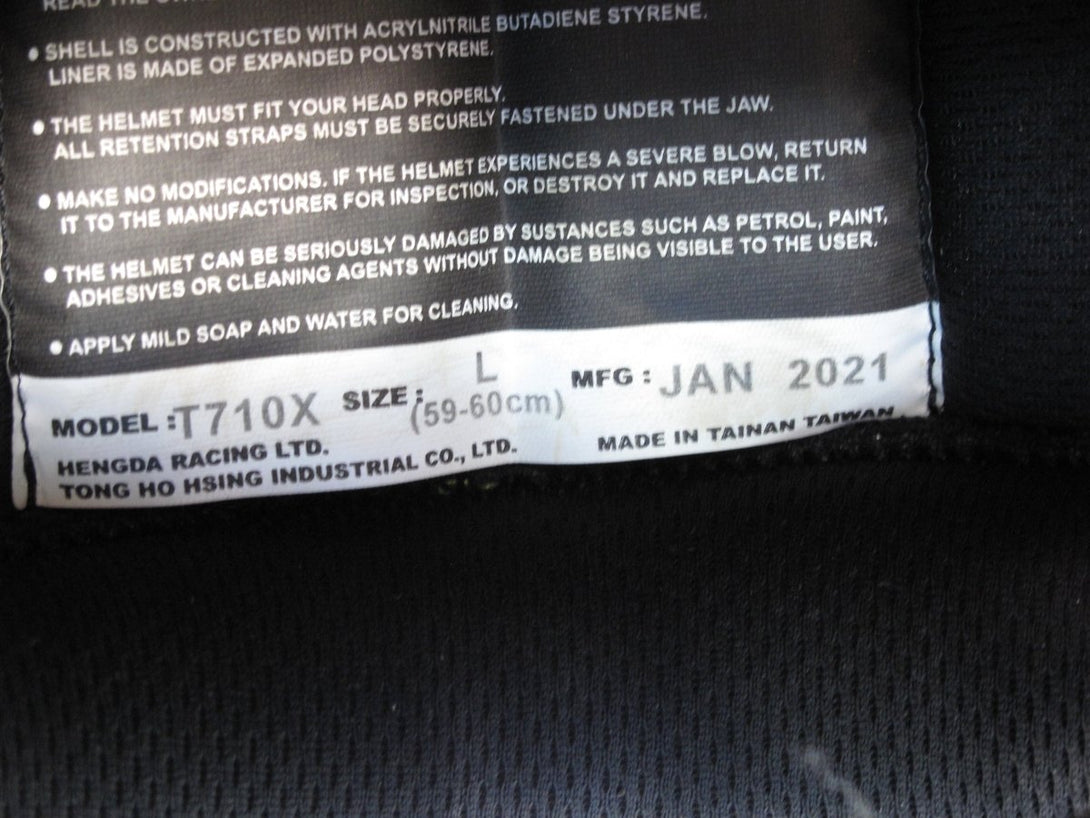 READ THE
• SHELL IS CONSTRUCTED WITH ACRYLNITRILE BUTADIENE STYRENE.
LINER IS MADE OF EXPANDED POLYSTYRENE.
• THE HELMET MUST FIT YOUR HEAD PROPERLY.
ALL RETENTION STRAPS MUST BE SECURELY FASTENED UNDER THE JAW.
• MAKE NO MODIFICATIONS. IF THE HELMET EXPERIENCES A SEVERE BLOW, RETURN
IT TO THE MANUFACTURER FOR INSPECTION, OR DESTROY IT AND REPLACE IT.
• THE HELMET CAN BE SERIOUSLY DAMAGED BY SUSTANCES SUCH AS PETROL, PAINT,
ADHESIVES OR CLEANING AGENTS WITHOUT DAMAGE BEING VISIBLE TO THE USER.
• APPLY MILD SOAP AND WATER FOR CLEANING.
MODEL : T710X SIZE : L (59-60cm) MFG : JAN 2021
HENGDA RACING LTD.
TONG HO HSING INDUSTRIAL CO., LTD. MADE IN TAINAN TAIWAN.